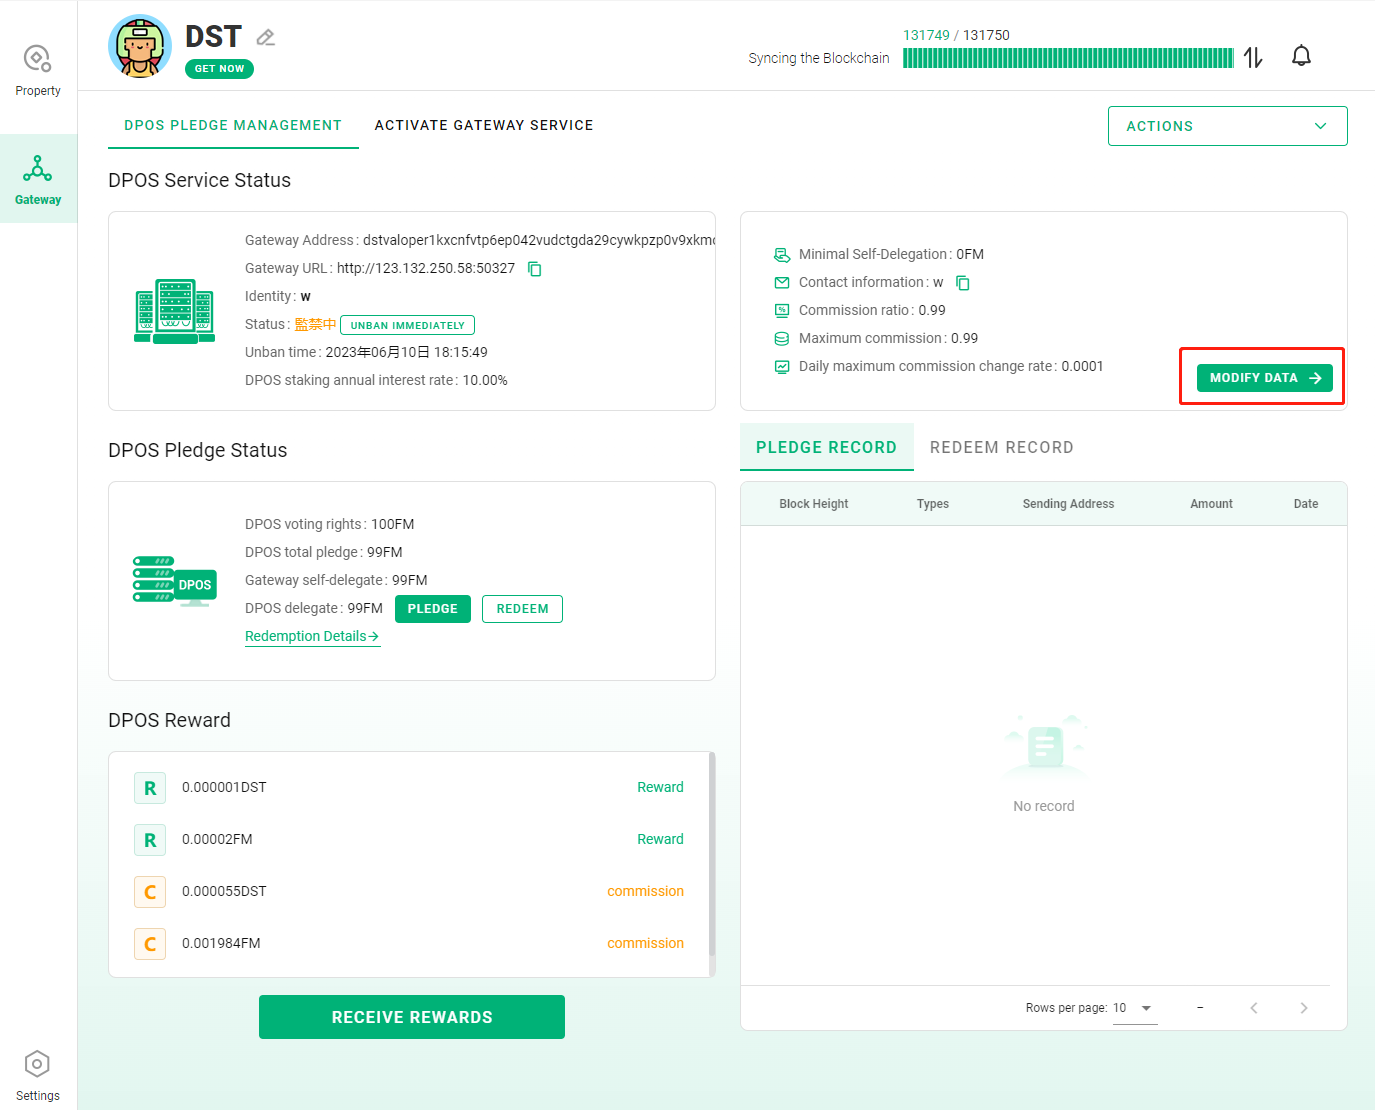 DST
GET NOW
131749 / 131750
Syncing the Blockchain
Property
Gateway
Settings
DPOS PLEDGE MANAGEMENT
ACTIVATE GATEWAY SERVICE
ACTIONS
DPOS Service Status
Gateway Address : dstvaloper1kxcnfvtp6ep042vudctgda29cywkpzp0v9xkm
Gateway URL : http://123.132.250.58:50327
Identity : w
Status : 監禁中 UNBAN IMMEDIATELY
Unban time : 2023年06月10日 18:15:49
DPOS staking annual interest rate : 10.00%
Minimal Self-Delegation : 0FM
Contact information : w
Commission ratio : 0.99
Maximum commission : 0.99
Daily maximum commission change rate : 0.0001
MODIFY DATA
DPOS Pledge Status
DPOS
DPOS voting rights : 100FM
DPOS total pledge : 99FM
Gateway self-delegate : 99FM
DPOS delegate : 99FM PLEDGE REDEEM
Redemption Details
PLEDGE RECORD REDEEM RECORD
Block Height Types Sending Address Amount Date
No record
Rows per page: 10 –
DPOS Reward
R 0.000001DST Reward
R 0.00002FM Reward
C 0.000055DST commission
C 0.001984FM commission
RECEIVE REWARDS